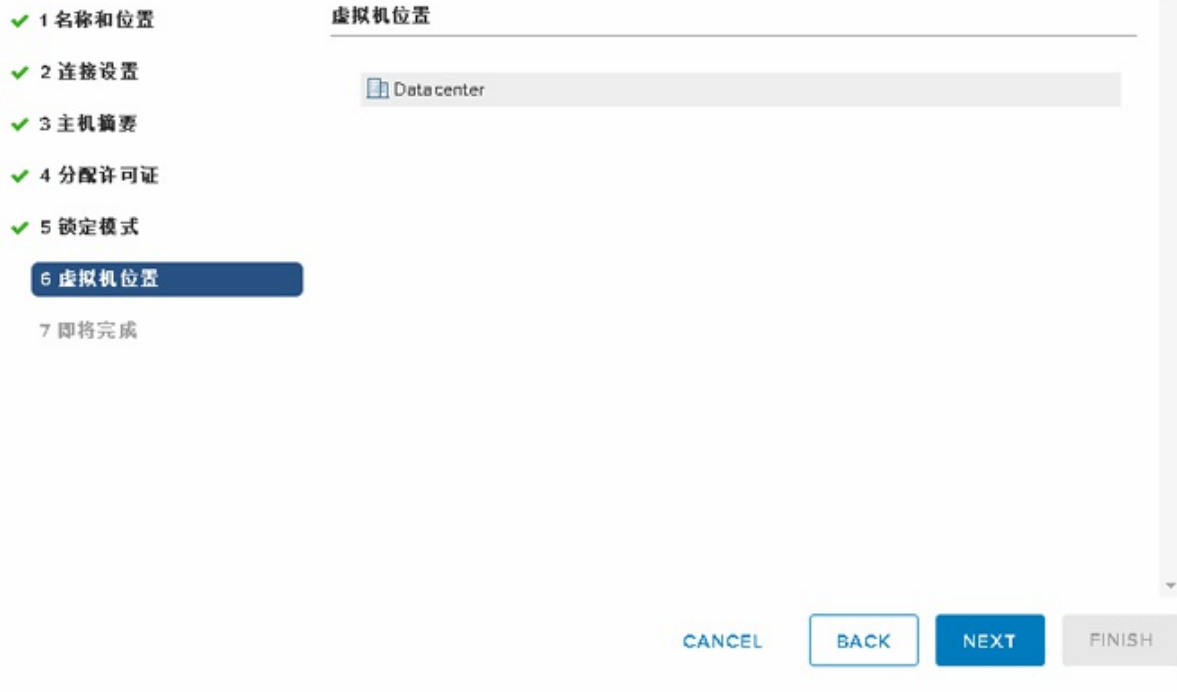 1 名称和位置
2 连接设置
3 主机摘要
4 分配许可证
5 锁定模式
6 虚拟机位置
7 即将完成
虚拟机位置
Datacenter
CANCEL
BACK
NEXT
FINISH